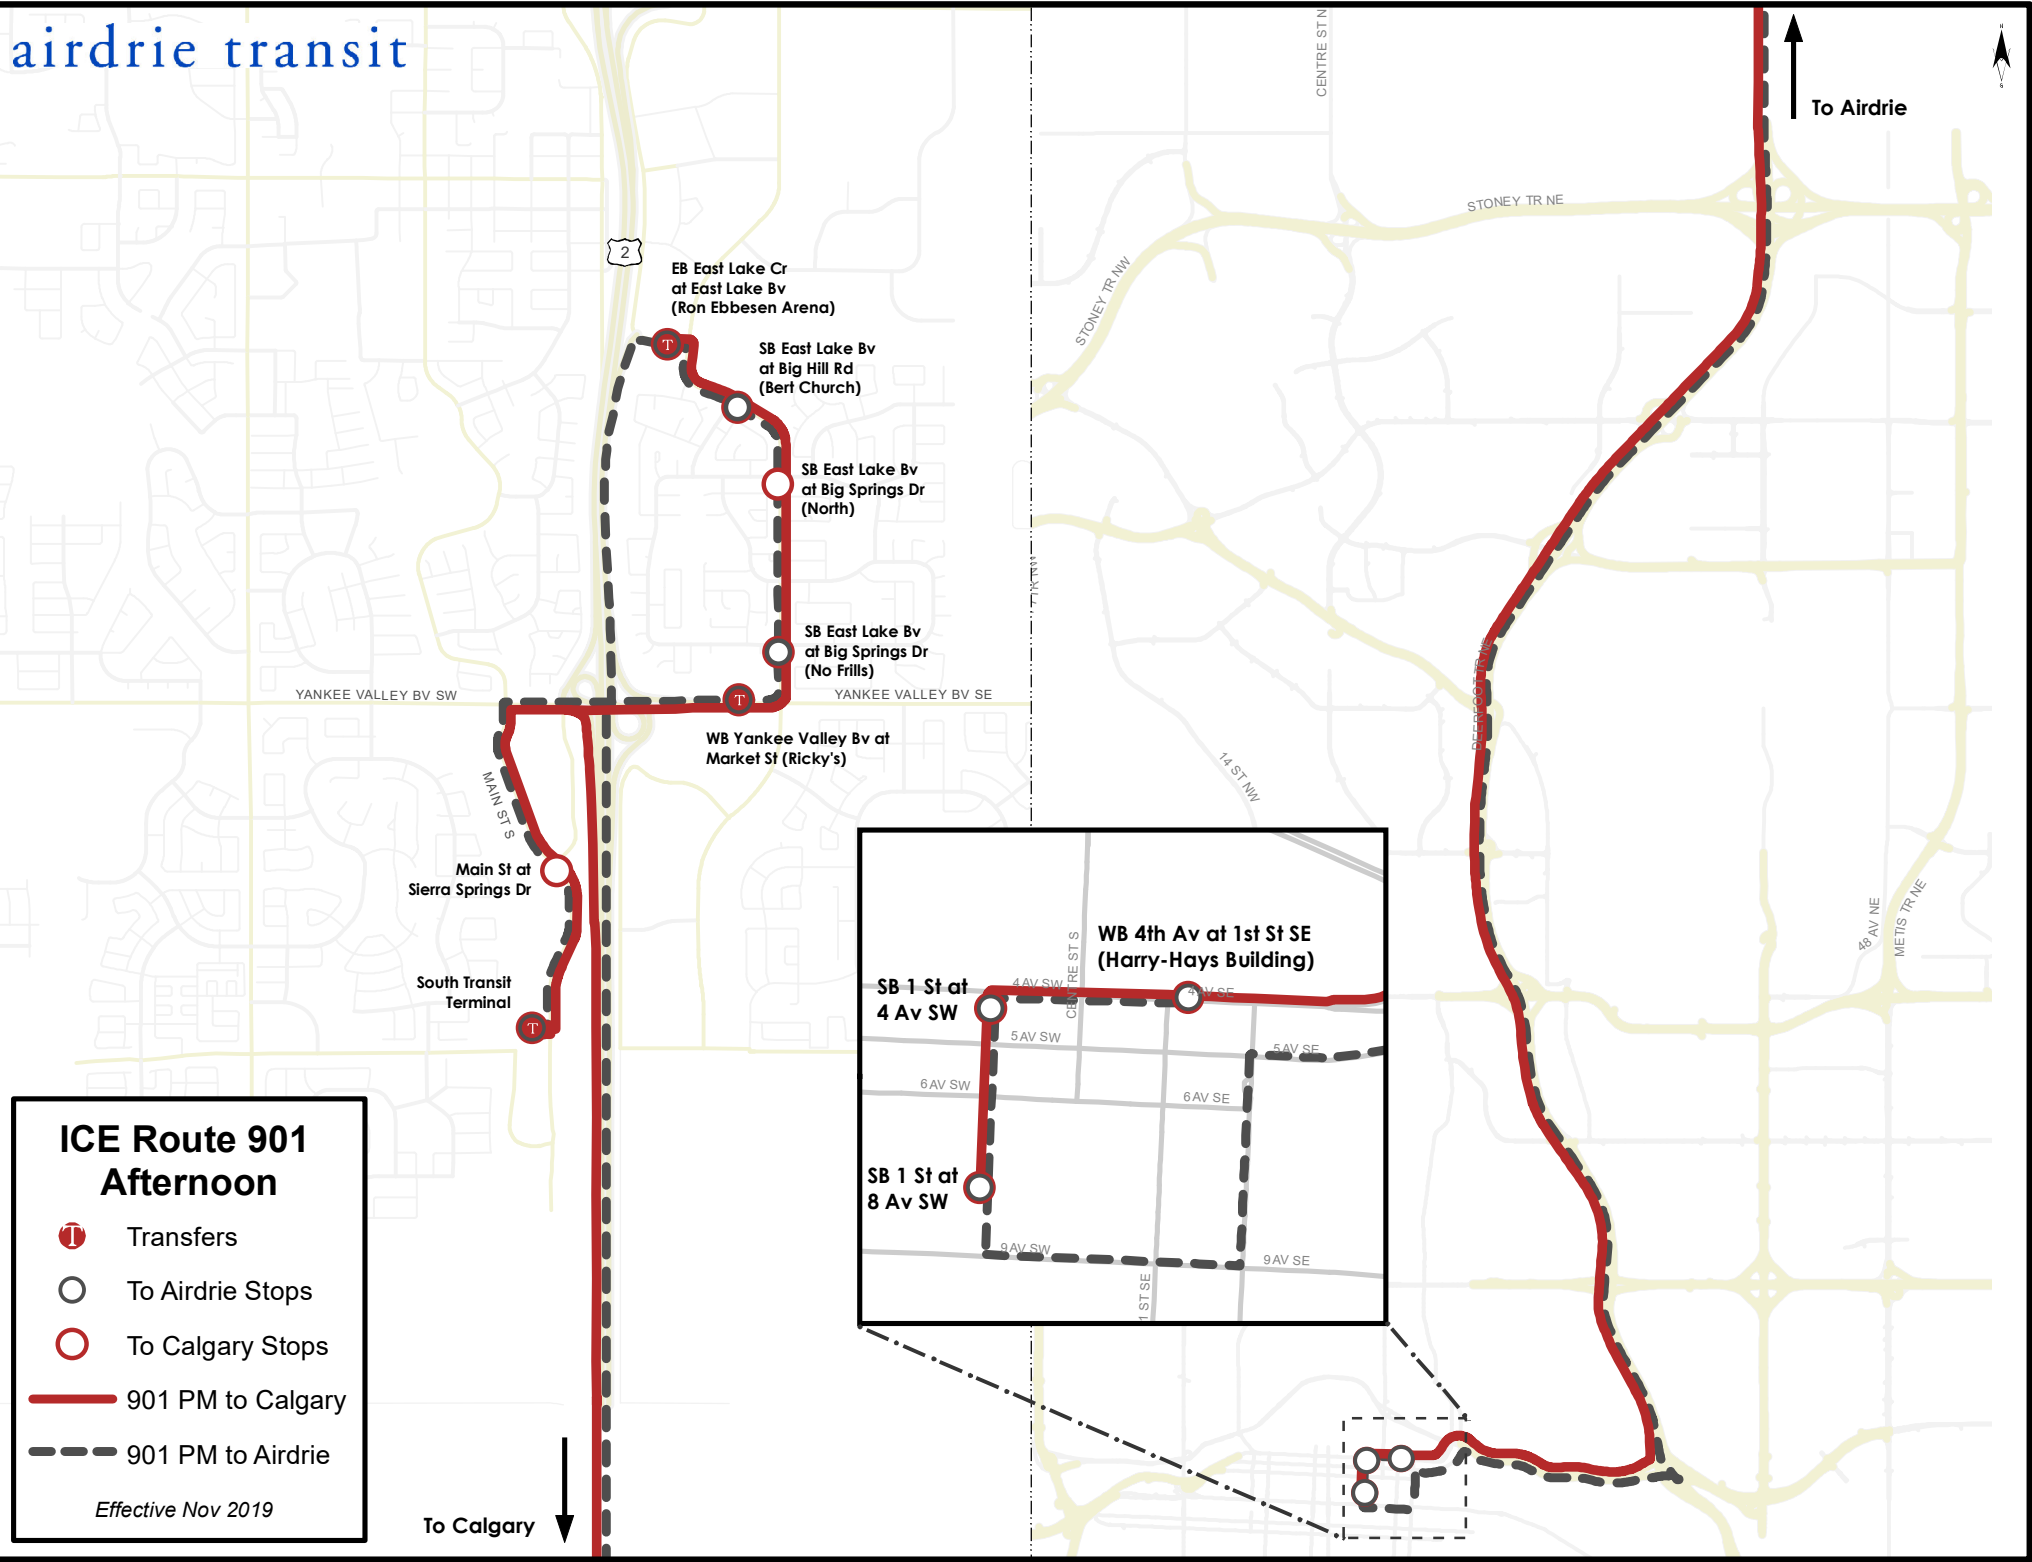 airdrie transit
CENTRE ST N
To Airdrie
N
S
STONEY TR NE
STONEY TR NW
2
EB East Lake Cr
at East Lake Bv
(Ron Ebbesen Arena)
T
SB East Lake Bv
at Big Hill Rd
(Bert Church)
SB East Lake Bv
at Big Springs Dr
(North)
SB East Lake Bv
at Big Springs Dr
(No Frills)
YANKEE VALLEY BV SW
T
YANKEE VALLEY BV SE
WB Yankee Valley Bv at
Market St (Ricky's)
DEERFOOT TR NE
14 ST NW
MAIN ST S
Main St at
Sierra Springs Dr
South Transit
Terminal
T
48 AV NE
METIS TR NE
WB 4th Av at 1st St SE
(Harry-Hays Building)
CENTRE ST S
SB 1 St at
4 Av SW
4 AV SW
4 AV SE
5 AV SW
5 AV SE
6 AV SW
6 AV SE
SB 1 St at
8 Av SW
9 AV SW
9 AV SE
1 ST SE
ICE Route 901
Afternoon
T
Transfers
To Airdrie Stops
To Calgary Stops
901 PM to Calgary
901 PM to Airdrie
Effective Nov 2019
To Calgary